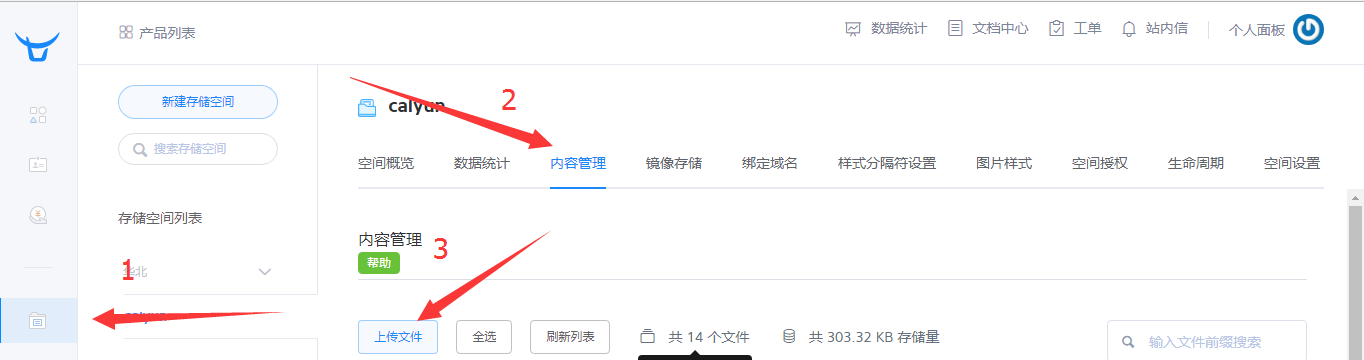 产品列表
数据统计
文档中心
工单
站内信
个人面板
新建存储空间
搜索存储空间
存储空间列表
1
华北
calyun
2
calyun
空间概览
数据统计
内容管理
镜像存储
绑定域名
样式分隔符设置
图片样式
空间授权
生命周期
空间设置
内容管理
3
帮助
上传文件
全选
刷新列表
共 14 个文件
共 303.32 KB 存储量
输入文件前缀搜索